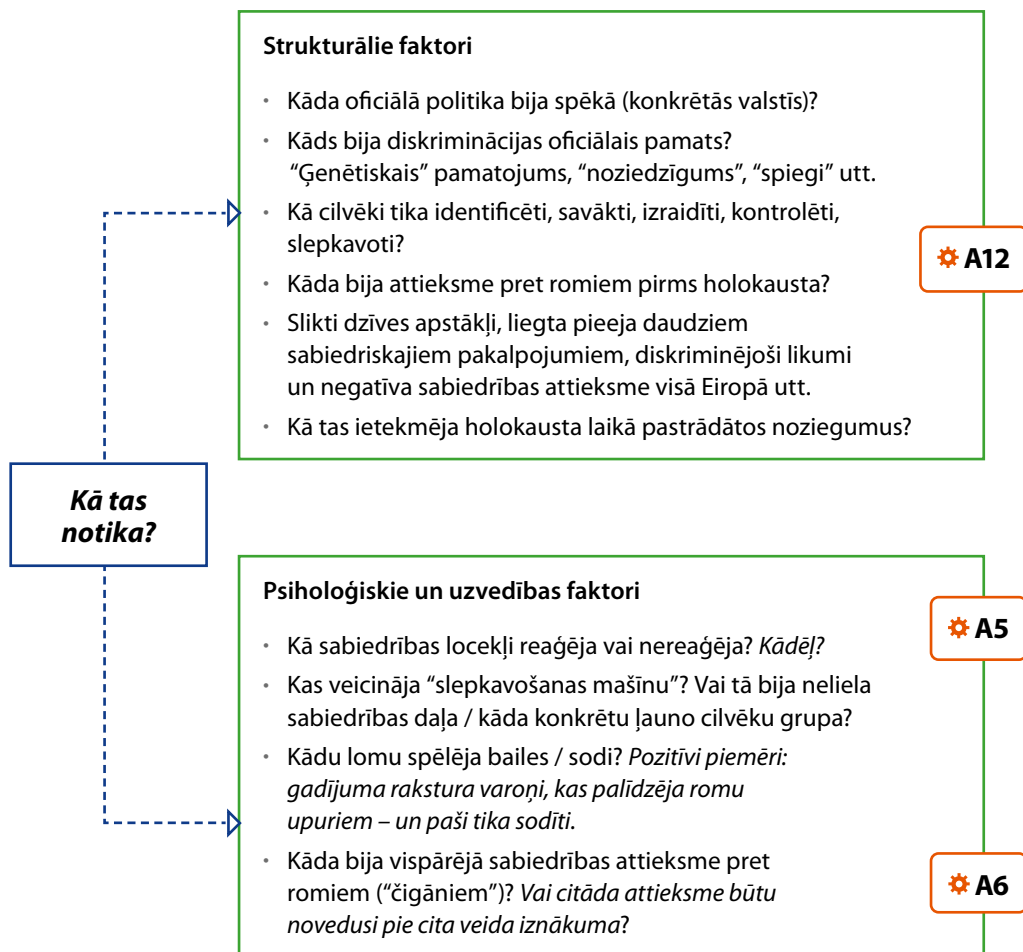 Strukturālie faktori
• Kāda oficiālā politika bija spēkā (konkrētās valstīs)?
• Kāds bija diskriminācijas oficiālais pamats?
“Ģenētiskais” pamatojums, “noziedzīgums”, “spiegi” utt.
• Kā cilvēki tika identificēti, savākti, izraidīti, kontrolēti,
slepkavoti?
A12
• Kāda bija attieksme pret romiem pirms holokausta?
• Slikti dzīves apstākļi, liegta pieeja daudziem
sabiedriskajiem pakalpojumiem, diskriminējoši likumi
un negatīva sabiedrības attieksme visā Eiropā utt.
• Kā tas ietekmēja holokausta laikā pastrādātos noziegumus?
Kā tas
notika?
Psiholoģiskie un uzvedības faktori
A5
• Kā sabiedrības locekļi reaģēja vai nereaģēja? Kādēļ?
• Kas veicināja “slepkavošanas mašīnu”? Vai tā bija neliela
sabiedrības daļa / kāda konkrētu ļauno cilvēku grupa?
• Kādu lomu spēlēja bailes / sodi? Pozitīvi piemēri:
gadījuma rakstura varoņi, kas palīdzēja romu
upuriem – un paši tika sodīti.
• Kāda bija vispārējā sabiedrības attieksme pret
romiem (“čigāniem”)? Vai citāda attieksme būtu
novedusi pie cita veida iznākuma?
A6